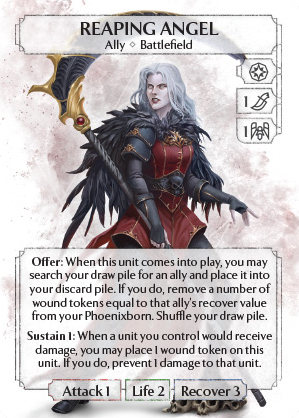 REAPING ANGEL
Ally ◇ Battlefield
1
1
Offer: When this unit comes into play, you may
search your draw pile for an ally and place it into
your discard pile. If you do, remove a number of
wound tokens equal to that ally's recover value
from your Phoenixborn. Shuffle your draw pile.
Sustain 1: When a unit you control would receive
damage, you may place 1 wound token on this
unit. If you do, prevent 1 damage to that unit.
Attack 1 Life 2 Recover 3